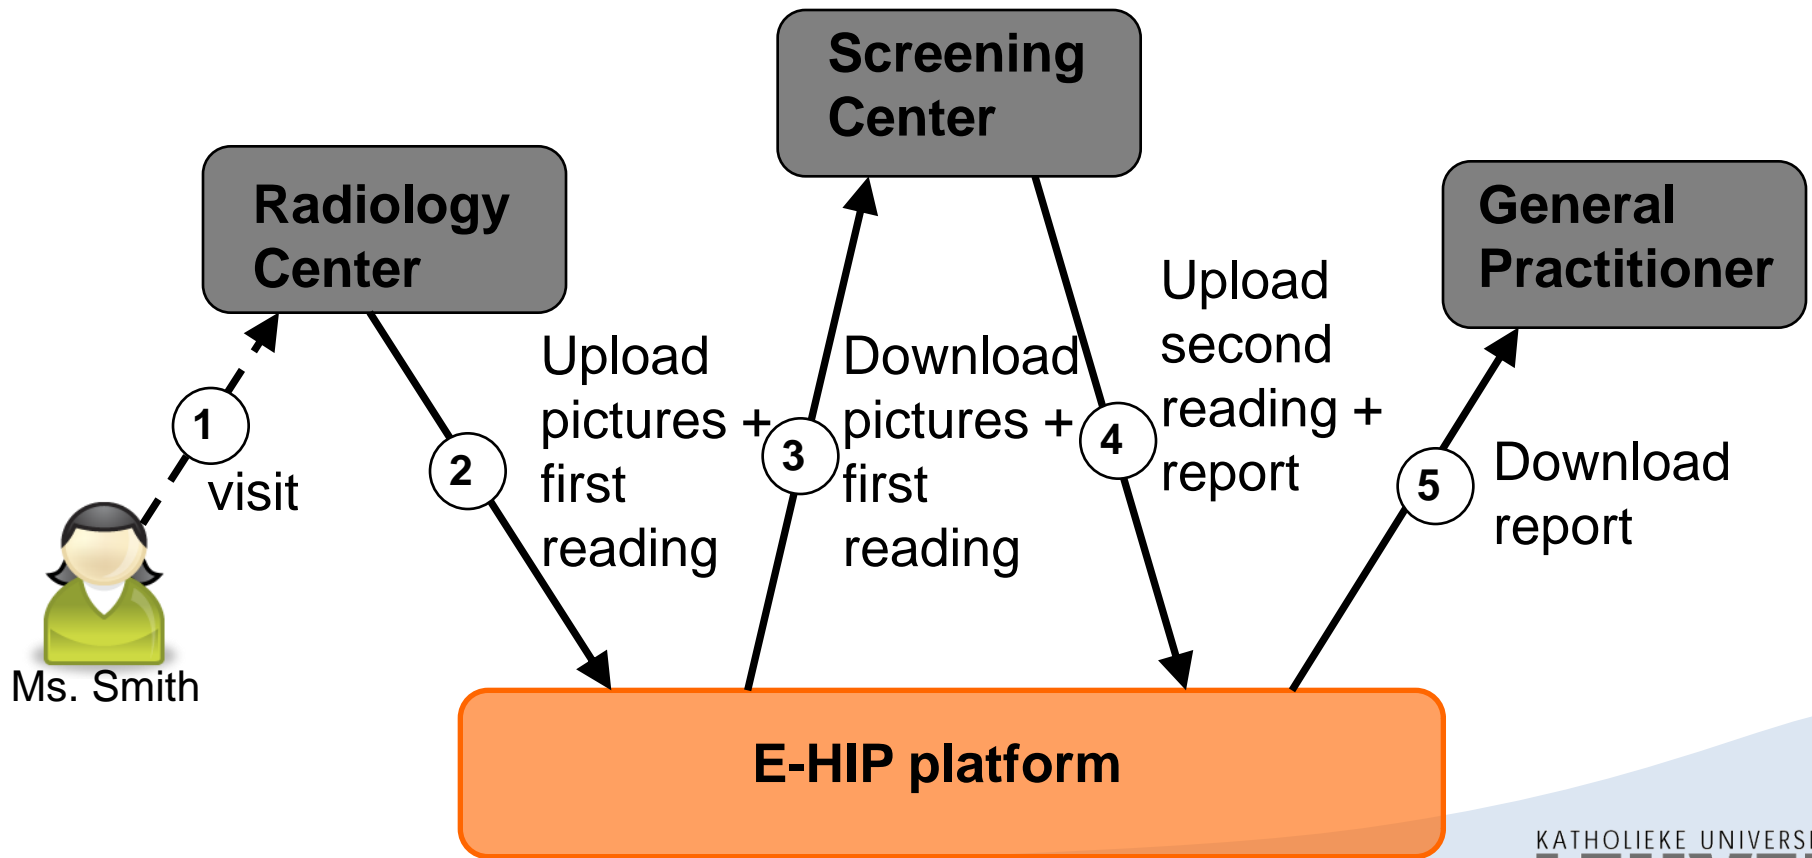 Screening
Center
Radiology
Center
General
Practitioner
1
visit
Ms. Smith
2
Upload
pictures +
first
reading
3
Download
pictures +
first
reading
4
Upload
second
reading +
report
5
Download
report
E-HIP platform
KATHOLIEKE